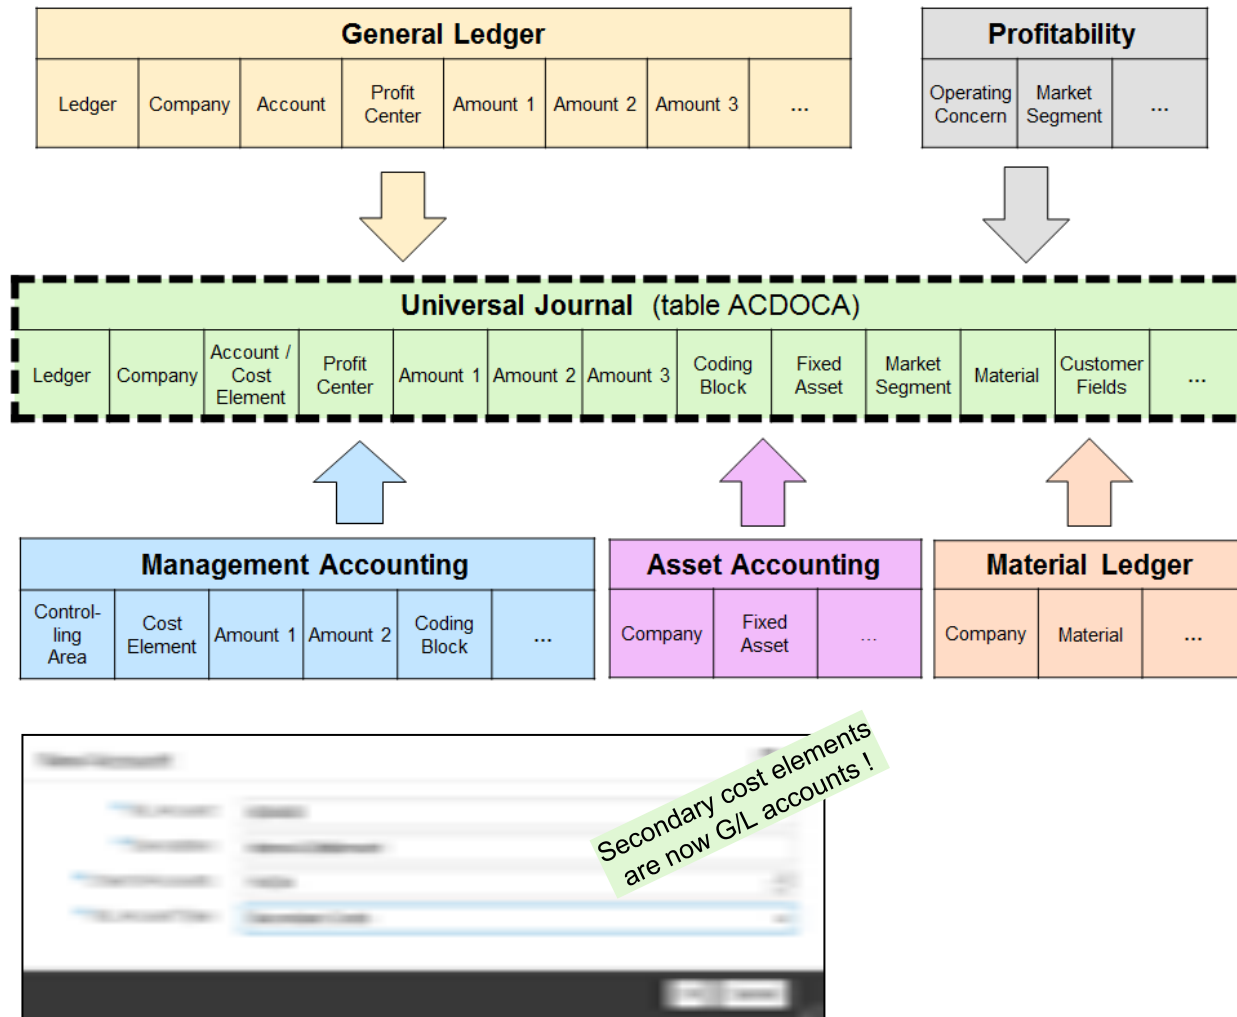 General Ledger
Ledger
Company
Account
Profit
Center
Amount 1
Amount 2
Amount 3
...
Profitability
Operating
Concern
Market
Segment
...
Universal Journal (table ACDOCA)
Ledger
Company
Account /
Cost
Element
Profit
Center
Amount 1
Amount 2
Amount 3
Coding
Block
Fixed
Asset
Market
Segment
Material
Customer
Fields
...
Management Accounting
Control-
ling
Area
Cost
Element
Amount 1
Amount 2
Coding
Block
...
Asset Accounting
Company
Fixed
Asset
...
Material Ledger
Company
Material
...
Secondary cost elements
are now G/L accounts !